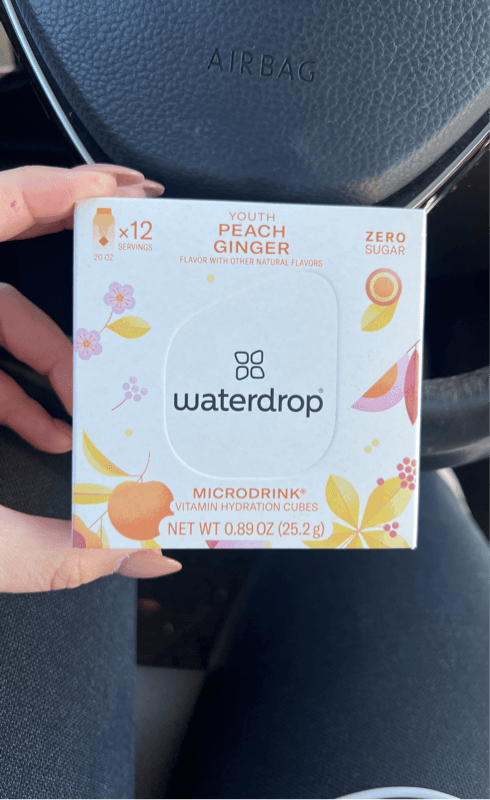 AIRBAG
x12
SERVINGS
20 OZ
YOUTH
PEACH
GINGER
FLAVOR WITH OTHER NATURAL FLAVORS
ZERO
SUGAR
waterdrop®
MICRODRINK®
VITAMIN HYDRATION CUBES
NET WT 0.89 OZ (25.2 g)